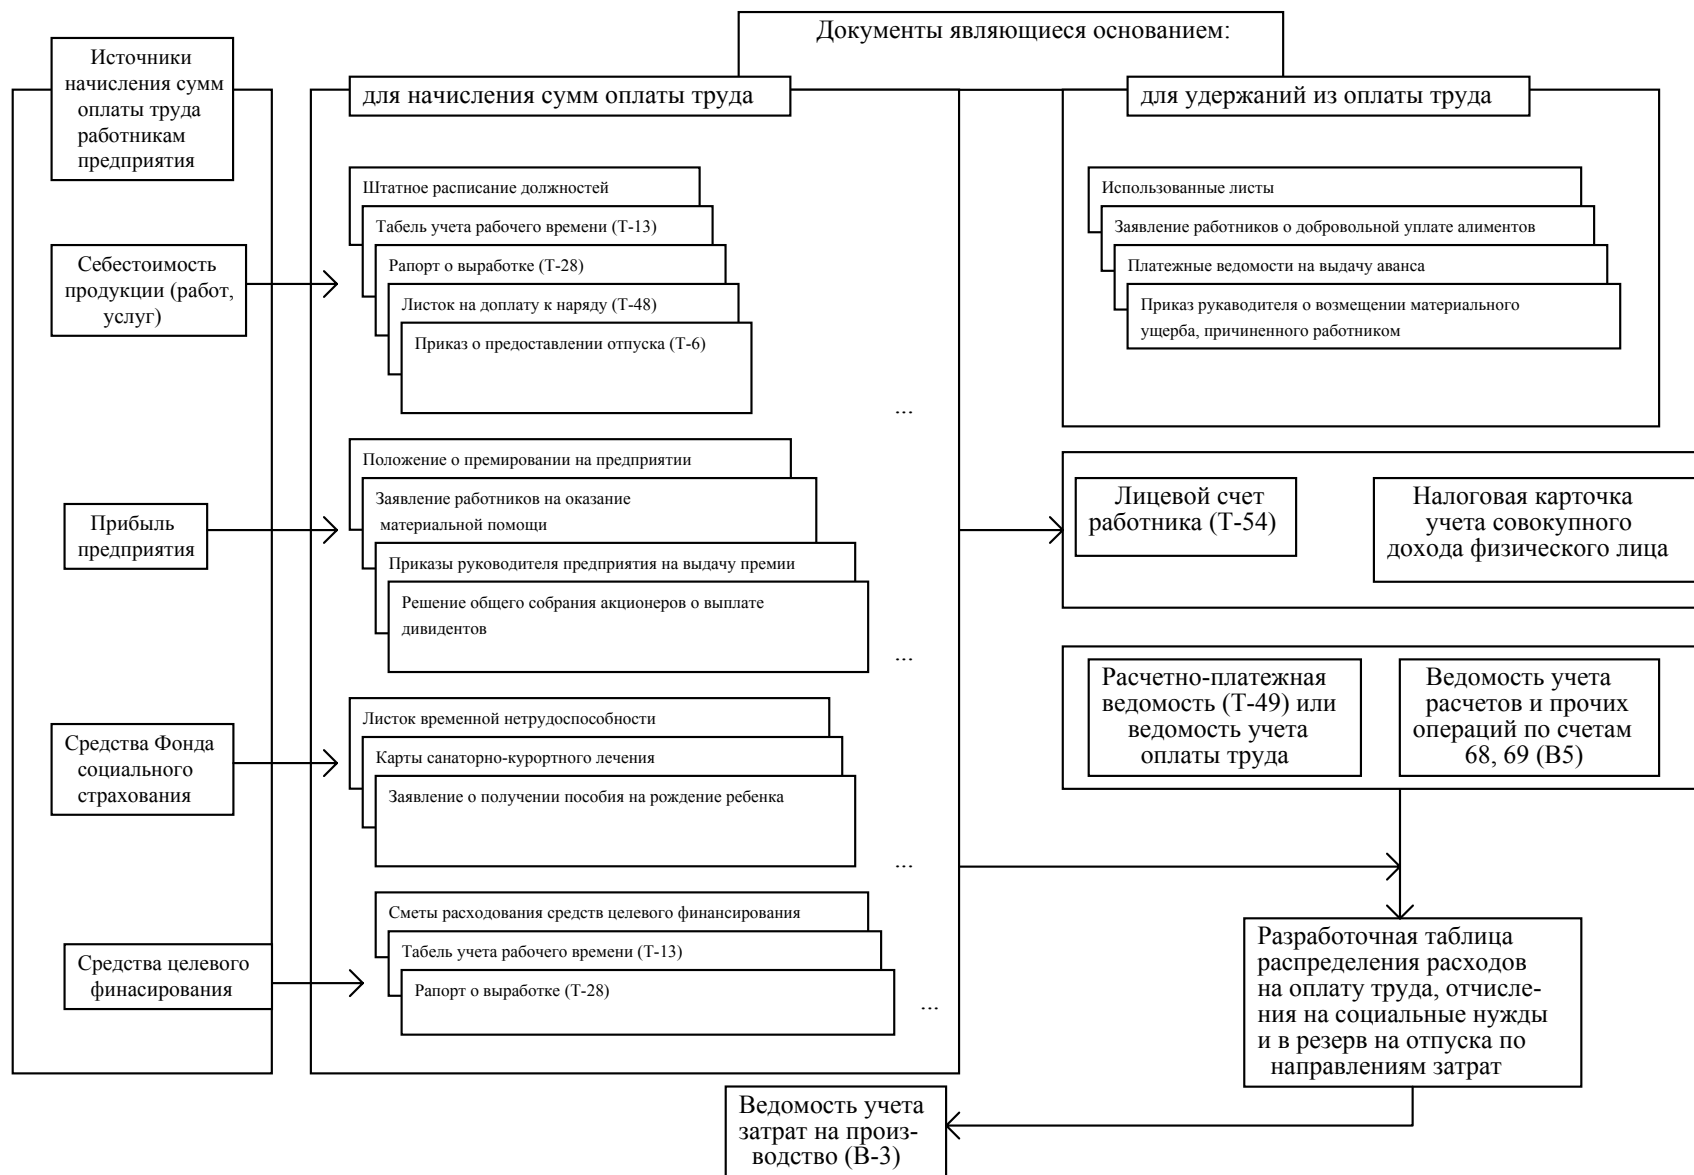 Документы являющиеся основанием:
Источники
начисления сумм
оплаты труда
работникам
предприятия
для начисления сумм оплаты труда
для удержаний из оплаты труда
Себестоимость
продукции (работ,
услуг)
Штатное расписание должностей
Табель учета рабочего времени (Т-13)
Рапорт о выработке (Т-28)
Листок на доплату к наряду (Т-48)
Приказ о предоставлении отпуска (Т-6)
...
Использованные листы
Заявление работников о добровольной уплате алиментов
Платежные ведомости на выдачу аванса
Приказ рукаводителя о возмещении материального
ущерба, причиненного работником
Прибыль
предприятия
Положение о премировании на предприятии
Заявление работников на оказание
материальной помощи
Приказы руководителя предприятия на выдачу премии
Решение общего собрания акционеров о выплате
дивидентов
...
Лицевой счет
работника (Т-54)
Налоговая карточка
учета совокупного
дохода физического лица
Расчетно-платежная
ведомость (Т-49) или
ведомость учета
оплаты труда
Ведомость учета
расчетов и прочих
операций по счетам
68, 69 (В5)
Средства Фонда
социального
страхования
Листок временной нетрудоспособности
Карты санаторно-курортного лечения
Заявление о получении пособия на рождение ребенка
...
Средства целевого
финасирования
Сметы расходования средств целевого финансирования
Табель учета рабочего времени (Т-13)
Рапорт о выработке (Т-28)
...
Разработочная таблица
распределения расходов
на оплату труда, отчисле-
ния на социальные нужды
и в резерв на отпуска по
направлениям затрат
Ведомость учета
затрат на произ-
водство (В-3)